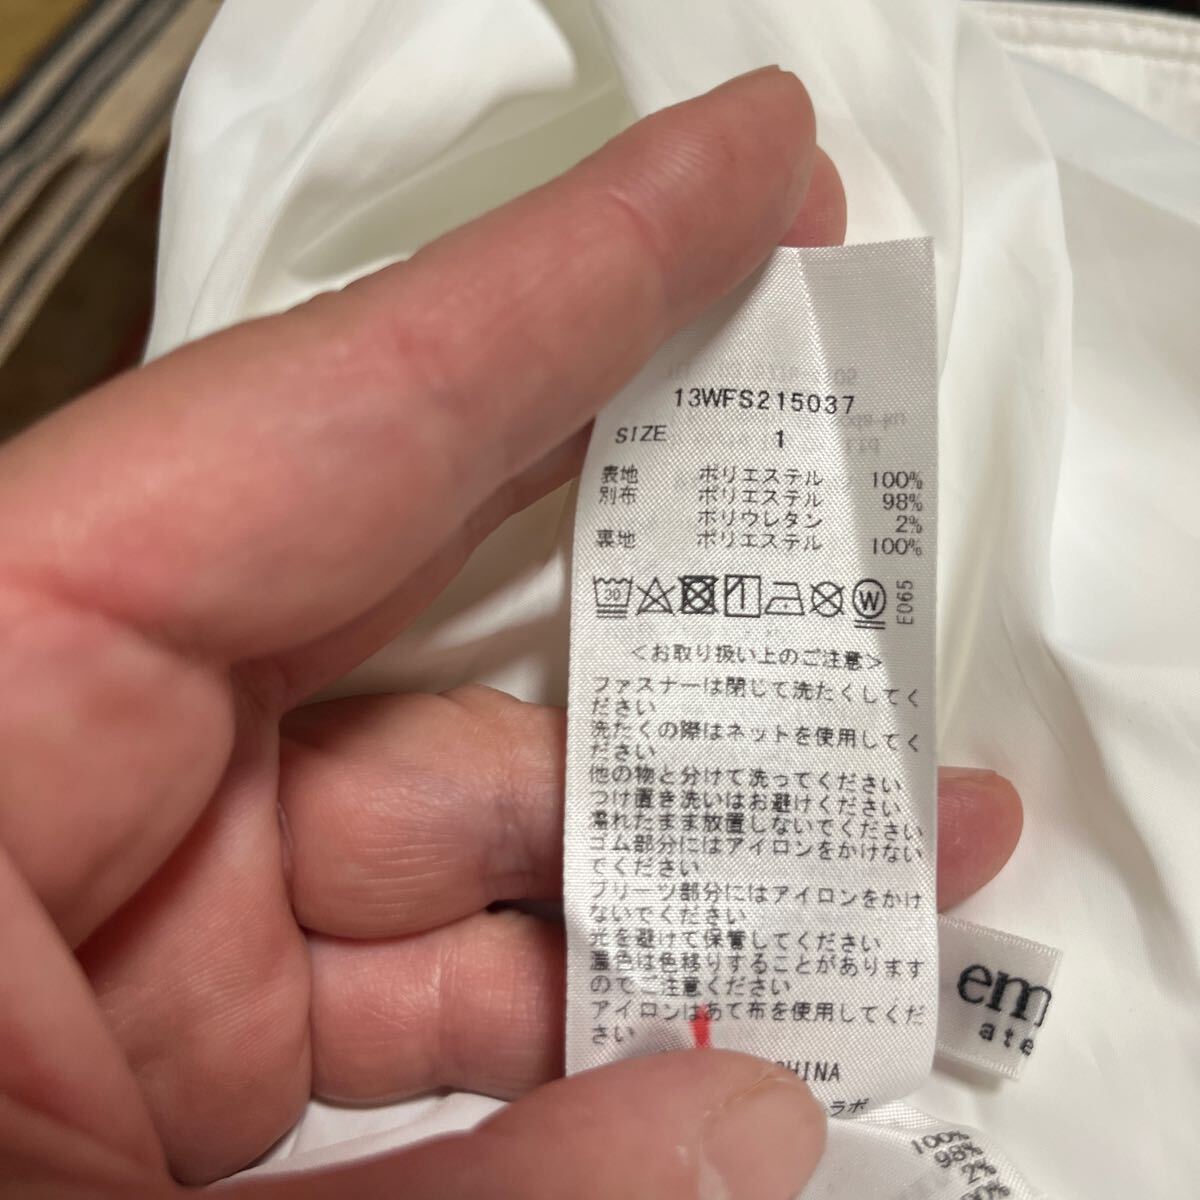 13WFS215037
SIZE 1
表地 ポリエステル 100%
別布 ポリエステル 98%
ポリウレタン 2%
裏地 ポリエステル 100%
30 W E065
<お取り扱い上のご注意>
ファスナーは閉じて洗たくしてく
ださい
洗たくの際はネットを使用してく
ださい
他の物と分けて洗ってください
つけ置き洗いはお避けください
濡れたまま放置しないでください
ゴム部分にはアイロンをかけない
でください
プリーツ部分にはアイロンをかけ
ないでください
光を避けて保管してください
濃色は色移りすることがあります
のでご注意ください
アイロンはあて布を使用してくだ
さい
CHINA
ラボ
em
ate
100%
98%
2%
00%